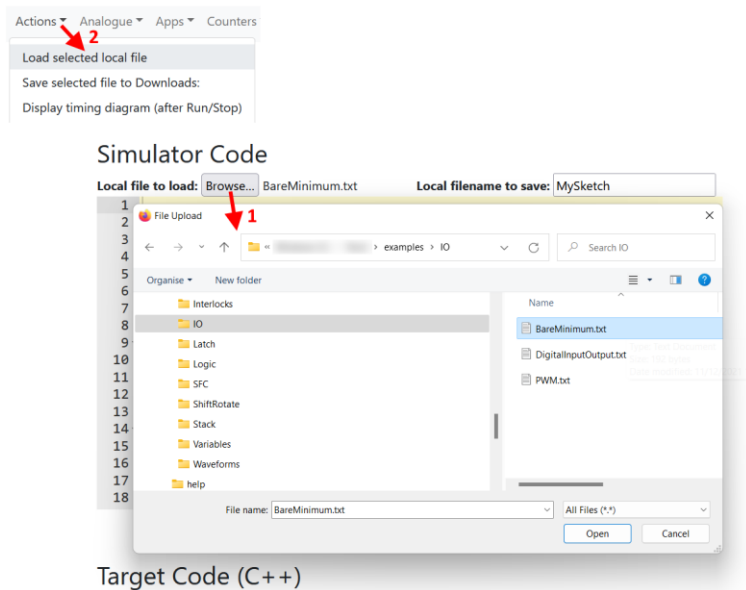 Actions Analogue Apps Counters
2
Load selected local file
Save selected file to Downloads:
Display timing diagram (after Run/Stop)
Simulator Code
Local file to load: Browse... BareMinimum.txt Local filename to save: MySketch
1
2
3
4
5
6
7
8
9
10
11
12
13
14
15
16
17
18
File Upload 1
« › examples › IO Search IO
Organise New folder
Interlocks
IO
Latch
Logic
SFC
ShiftRotate
Stack
Variables
Waveforms
help
Name
BareMinimum.txt
DigitalInputOutput.txt
PWM.txt
File name: BareMinimum.txt All Files (*.*)
Open Cancel
Target Code (C++)